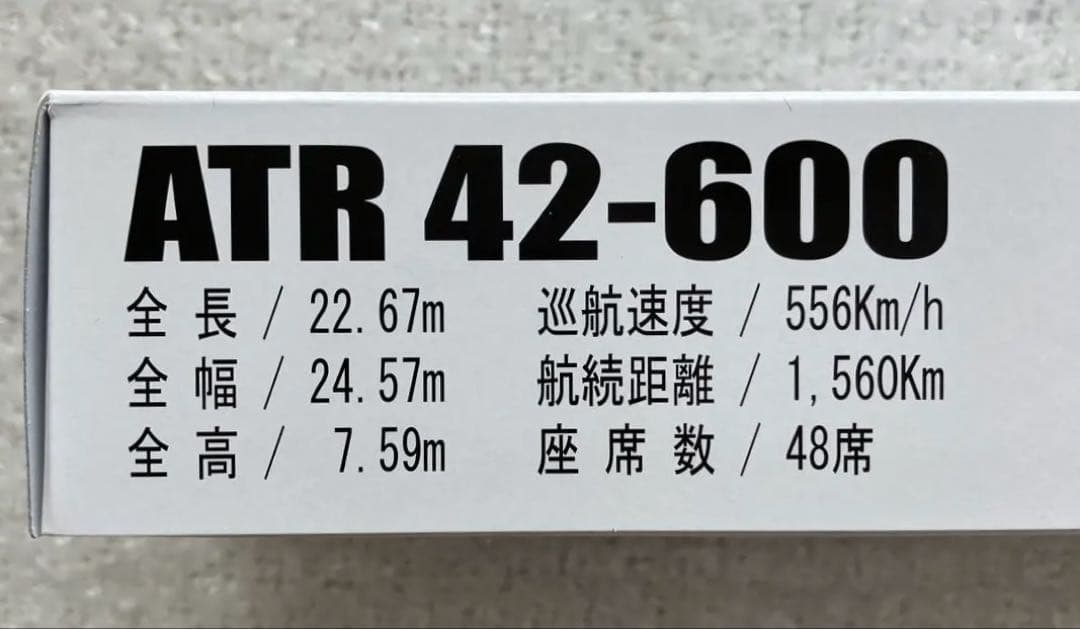 ATR 42-600
全長 / 22.67m 巡航速度 / 556Km/h
全幅 / 24.57m 航続距離 / 1,560Km
全高 / 7.59m 座席数 / 48席